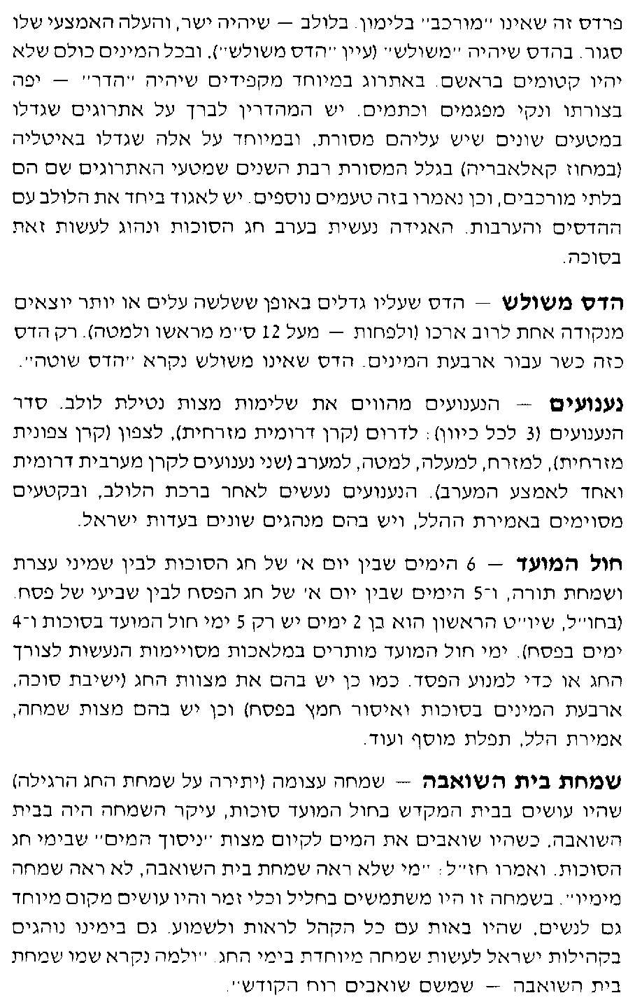 פרדס זה שאינו ״מורכב״ בלימון. בלולב — שיהיה ישר, והעלה האמצעי שלו
סגור. בהדס שיהיה ״משולש״ (עיין ״הדס משולש״), ובכל המינים כולם שלא
יהיו קטומים בראשם. באתרוג במיוחד מקפידים שיהיה ״הדר״ — יפה
בצורתו ונקי מפגמים וכתמים. יש המהדרין לברך על אתרוגים שגדלו
במטעים שונים שיש עליהם מסורת, ובמיוחד על אלה שגדלו באיטליה
(במחוז קאלאבריה) בגלל המסורת רבת השנים שמטעי האתרוגים שם הם
בלתי מורכבים, וכן נאמרו בזה טעמים נוספים. יש לאגוד ביחד את הלולב עם
ההדסים והערבות. האגידה נעשית בערב חג הסוכות ונהוג לעשות זאת
בסוכה.
הדס משולש — הדס שעליו גדלים באופן ששלשה עלים או יותר יוצאים
מנקודה אחת לרוב ארכו (ולפחות — מעל 12 ס״מ מראשו ולמטה). רק הדס
כזה כשר עבור ארבעת המינים. הדס שאינו משולש נקרא ״הדס שוטה״.
נענועים — הנענועים מהווים את שלימות מצות נטילת לולב. סדר
הנענועים (3 לכל כיוון): לדרום (קרן דרומית מזרחית), לצפון (קרן צפונית
מזרחית), למזרח, למעלה, למטה, למערב (שני נענועים לקרן מערבית דרומית
ואחד לאמצע המערב). הנענועים נעשים לאחר ברכת הלולב, ובקטעים
מסוימים באמירת ההלל, ויש בהם מנהגים שונים בעדות ישראל.
חול המועד — 6 הימים שבין יום א׳ של חג הסוכות לבין שמיני עצרת
ושמחת תורה, ו־5 הימים שבין יום א׳ של חג הפסח לבין שביעי של פסח.
(בחו״ל, שיו״ט הראשון הוא בן 2 ימים יש רק 5 ימי חול המועד בסוכות ו־4
ימים בפסח). ימי חול המועד מותרים במלאכות מסויימות הנעשות לצורך
החג או כדי למנוע הפסד. כמו כן יש בהם את מצוות החג (ישיבת סוכה,
ארבעת המינים בסוכות ואיסור חמץ בפסח) וכן יש בהם מצות שמחה,
אמירת הלל, תפלת מוסף ועוד.
שמחת בית השואבה — שמחה עצומה (יתירה על שמחת החג הרגילה)
שהיו עושים בבית המקדש בחול המועד סוכות, עיקר השמחה היה בבית
השואבה, כשהיו שואבים את המים לקיום מצות ״ניסוך המים״ שבימי חג
הסוכות. ואמרו חז״ל: ״מי שלא ראה שמחת בית השואבה, לא ראה שמחה
מימיו״. בשמחה זו היו משתמשים בחליל וכלי זמר והיו עושים מקום מיוחד
גם לנשים, שהיו באות עם כל הקהל לראות ולשמוע. גם בימינו נוהגים
בקהילות ישראל לעשות שמחה מיוחדת בימי החג. ״ולמה נקרא שמו שמחת
בית השואבה — שמשם שואבים רוח הקודש״.